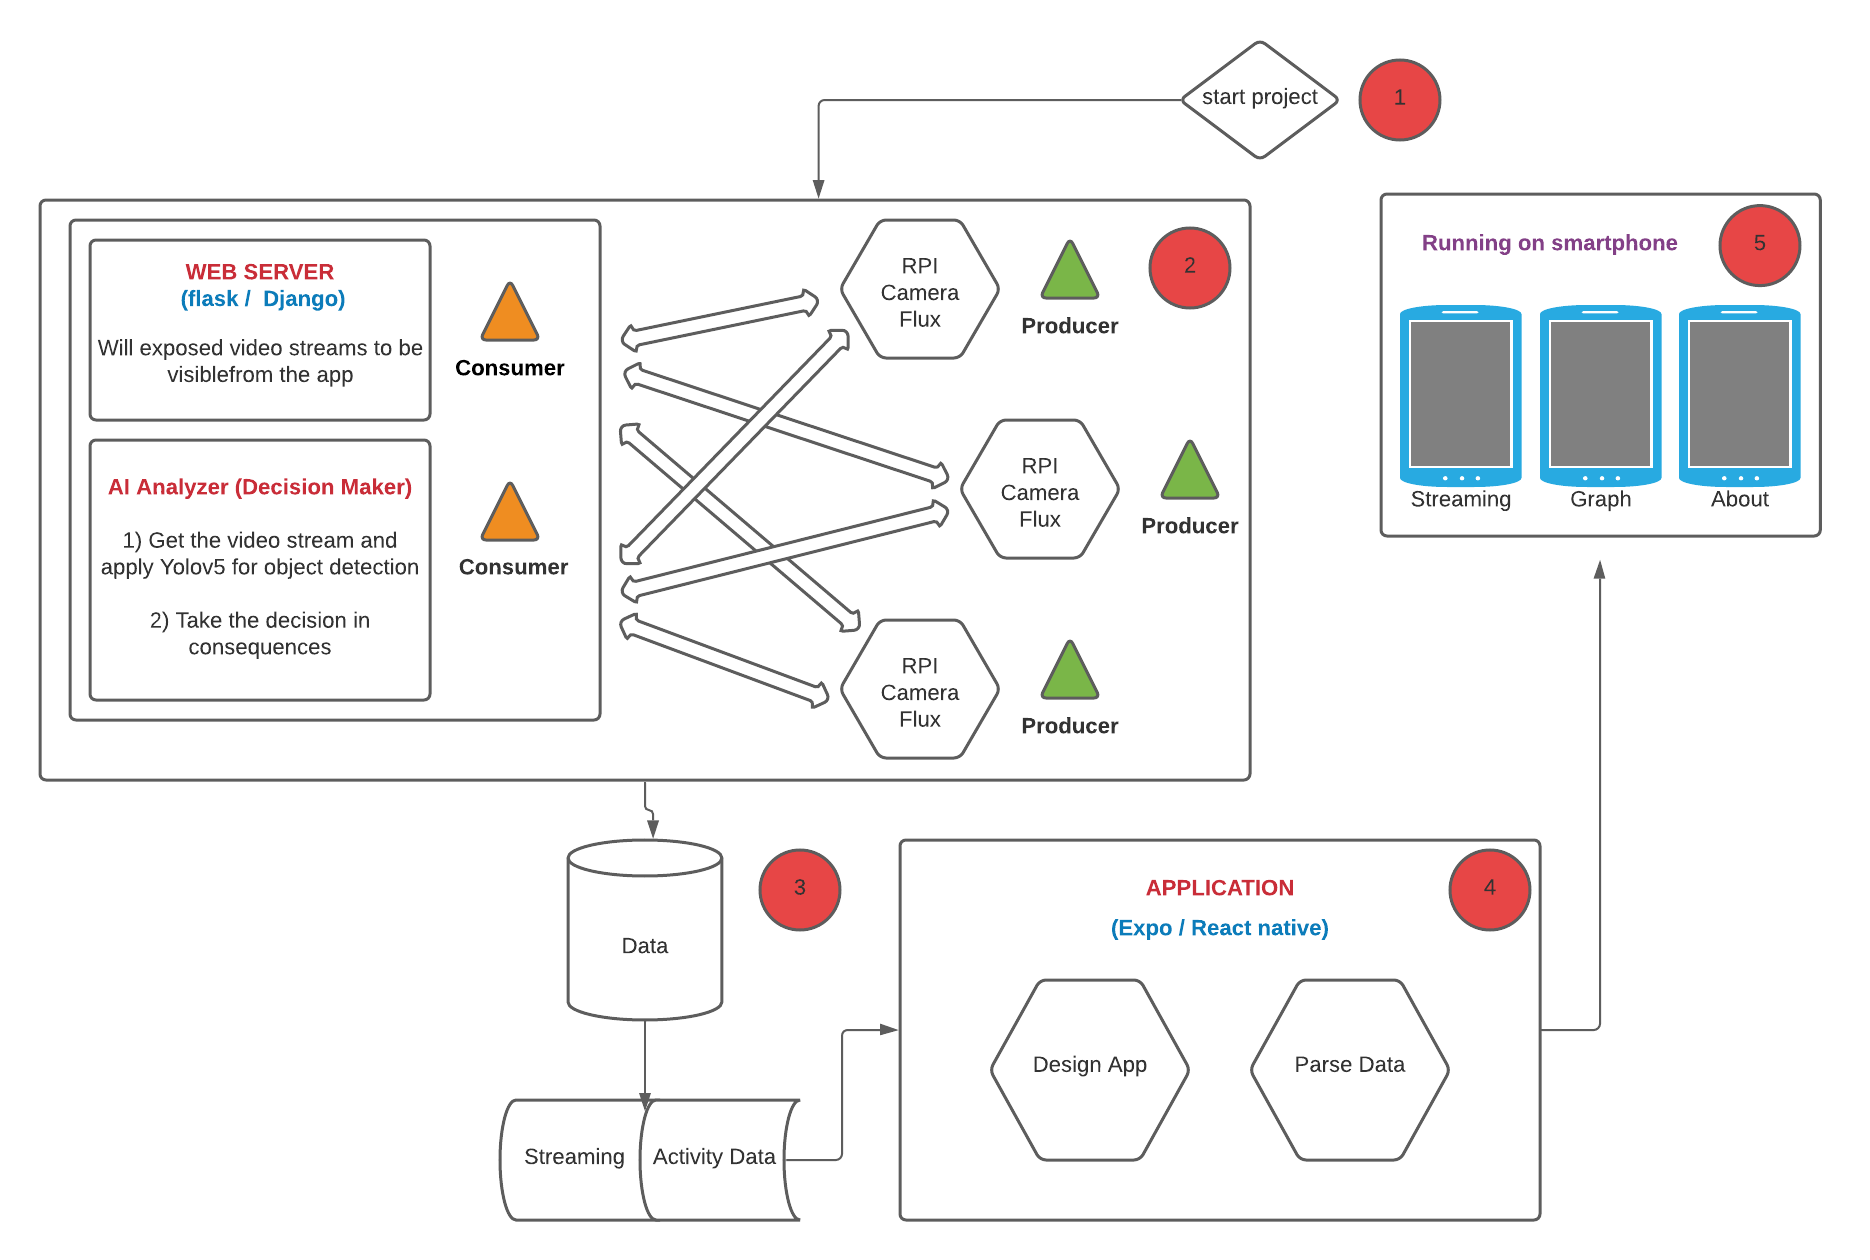 start project
1
WEB SERVER
(flask /  Django)
Will exposed video streams to be
visiblefrom the app
Consumer
AI Analyzer (Decision Maker)
1) Get the video stream and
apply Yolov5 for object detection
2) Take the decision in
consequences
Consumer
RPI
Camera
Flux
Producer
2
RPI
Camera
Flux
Producer
RPI
Camera
Flux
Producer
Running on smartphone
5
Streaming
Graph
About
Data
3
Streaming
Activity Data
APPLICATION
(Expo / React native)
4
Design App
Parse Data